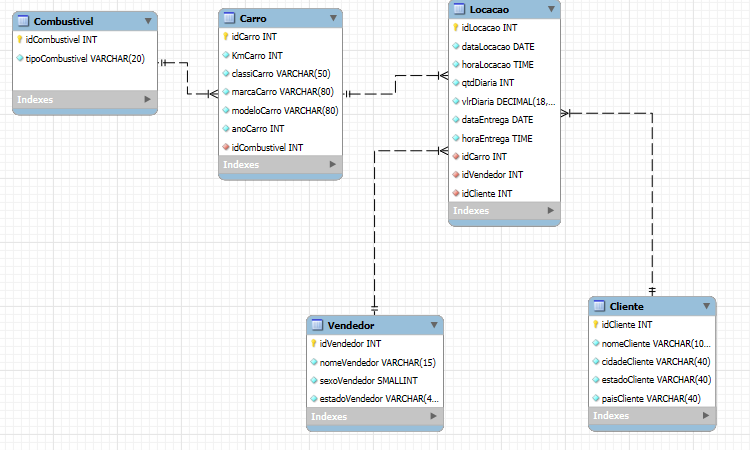 Combustivel
idCombustivel INT
tipoCombustivel VARCHAR(20)
Indexes
Carro
idCarro INT
KmCarro INT
classiCarro VARCHAR(50)
marcaCarro VARCHAR(80)
modeloCarro VARCHAR(80)
anoCarro INT
idCombustivel INT
Indexes
Locacao
idLocacao INT
dataLocacao DATE
horaLocacao TIME
qtdDiaria INT
vlrDiaria DECIMAL(18,...
dataEntrega DATE
horaEntrega TIME
idCarro INT
idVendedor INT
idCliente INT
Indexes
Vendedor
idVendedor INT
nomeVendedor VARCHAR(15)
sexoVendedor SMALLINT
estadoVendedor VARCHAR(4...
Indexes
Cliente
idCliente INT
nomeCliente VARCHAR(10...
cidadeCliente VARCHAR(40)
estadoCliente VARCHAR(40)
paisCliente VARCHAR(40)
Indexes